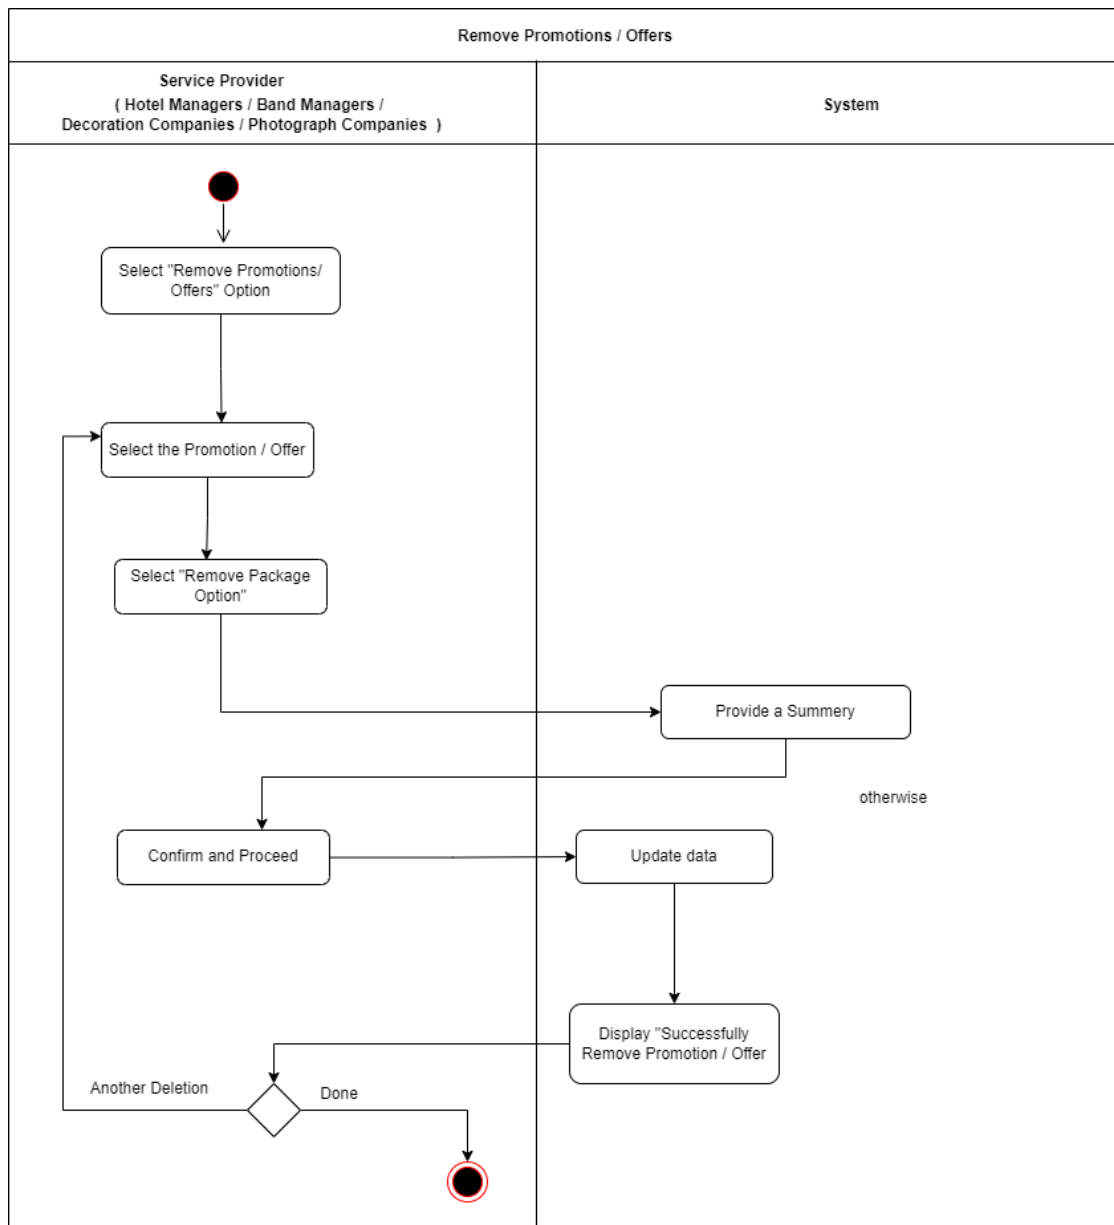 Remove Promotions / Offers
Service Provider
( Hotel Managers / Band Managers /
Decoration Companies / Photograph Companies )
System
Select "Remove Promotions/
Offers" Option
Select the Promotion / Offer
Select "Remove Package
Option"
Provide a Summery
otherwise
Confirm and Proceed
Update data
Display "Successfully
Remove Promotion / Offer
Another Deletion
Done